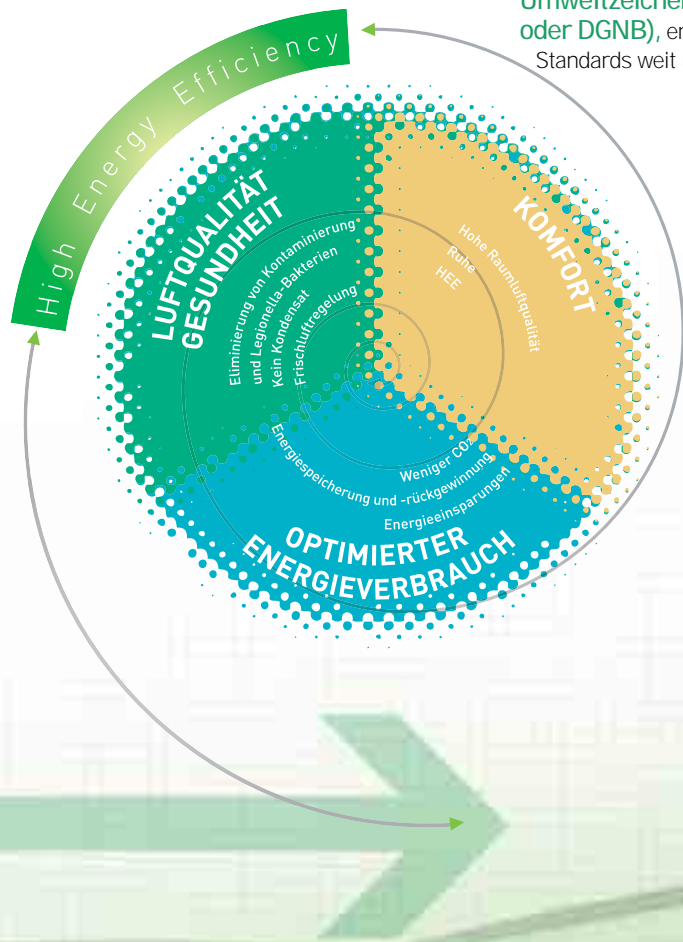 Umweltzeichen
oder DGNB), er
Standards weit
High Energy Efficiency
LUFTQUALITÄT
GESUNDHEIT
Eliminierung von Kontaminierung
und Legionella-Bakterien
Kein Kondensat
Frischluftregelung
KOMFORT
Hohe Raumluftqualität
Ruhe
HEE
Weniger CO₂
Energiespeicherung und -rückgewinnung
Energieeinsparungen
OPTIMIERTER
ENERGIEVERBRAUCH